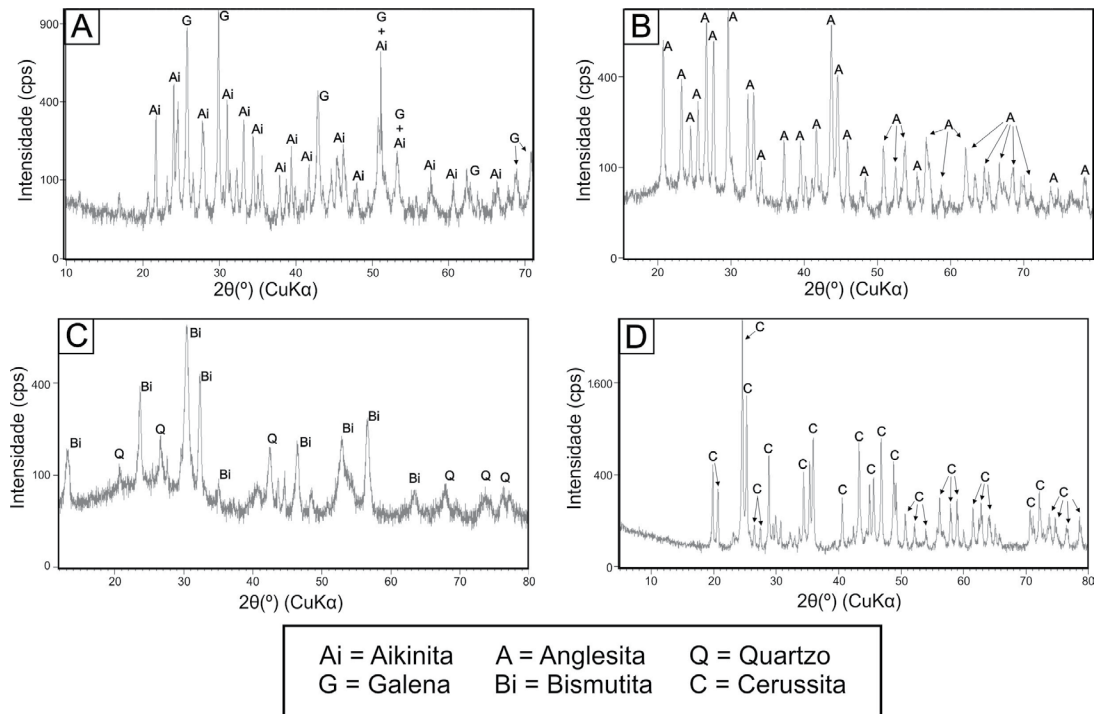 A
Intensidade (cps)
900
400
100
0
G G G
+
Ai
Ai
Ai Ai Ai G
Ai Ai Ai G
+
Ai
Ai Ai
Ai Ai
Ai
Ai Ai G Ai G
10 20 30 40 50 60 70
2θ(º) (CuKα)
B
Intensidade (cps)
400
100
0
A A A A
A A A A A
A A A A
A A A A A A
A A A A A
20 30 40 50 60 70
2θ(º) (CuKα)
C
Intensidade (cps)
400
100
0
Bi
Bi Bi
Bi Q Bi Q Q Bi Bi Bi
Bi Bi Q Q Q
20 30 40 50 60 70 80
2θ(º) (CuKα)
D
Intensidade (cps)
1.600
400
0
C
C
C C C C C C C C
C C C C C
C C C
10 20 30 40 50 60 70 80
2θ(º) (CuKα)
Ai = Aikinita A = Anglesita Q = Quartzo
G = Galena Bi = Bismutita C = Cerussita